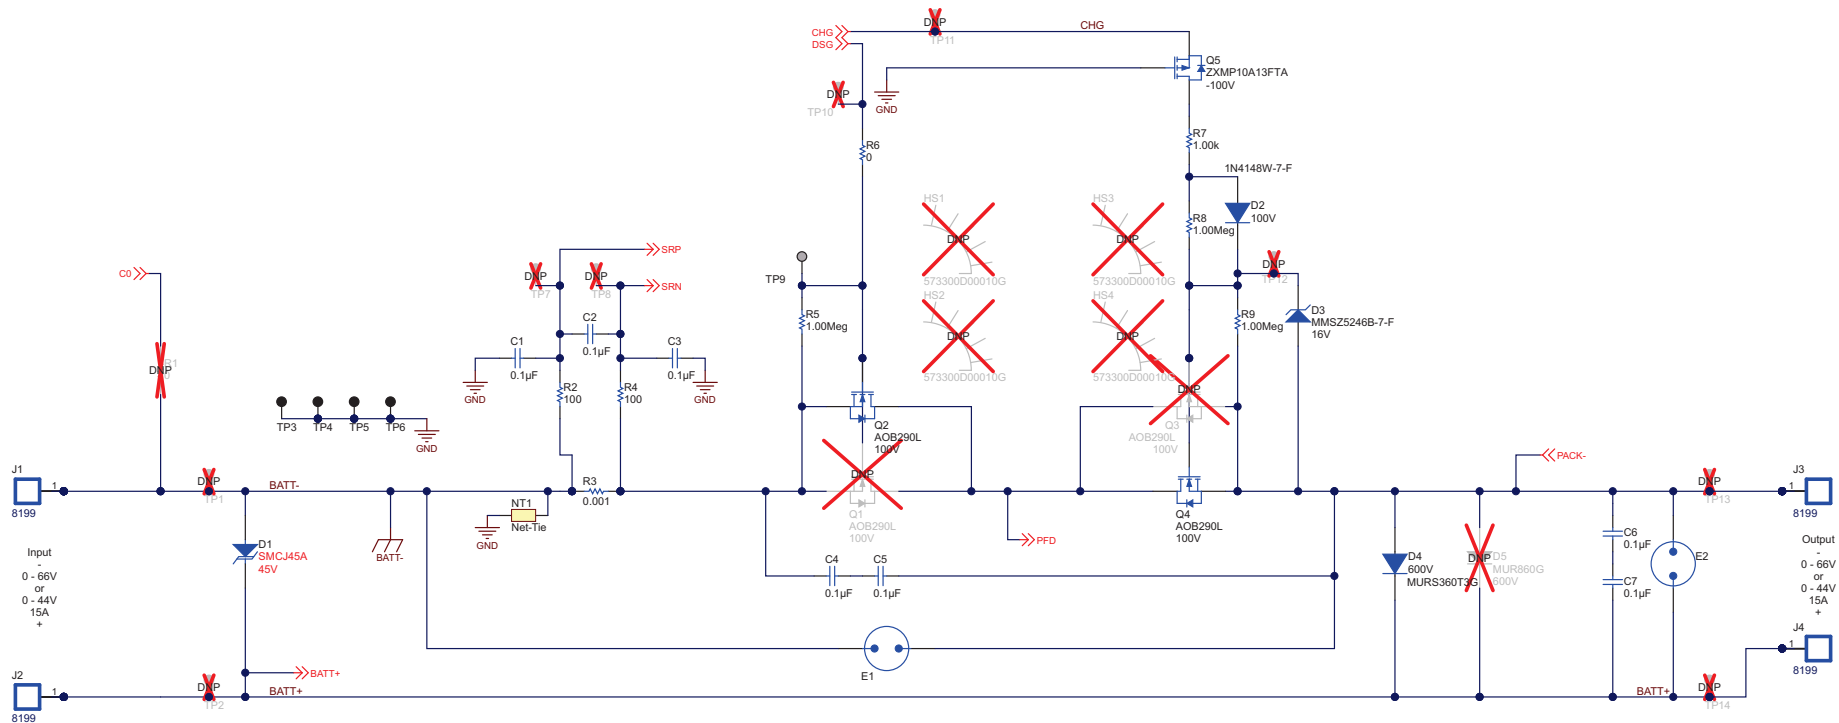 CHG
DSG
DNP
TP11
CHG
Q5
ZXMP10A13FTA
-100V
DNP
TP10
GND
R6
0
R7
1.00k
1N4148W-7-F
D2
100V
R8
1.00Meg
HS1
DNP
573300D00010G
HS3
DNP
573300D00010G
HS2
DNP
573300D00010G
HS4
DNP
573300D00010G
C0
SRP
SRN
DNP
TP7
DNP
TP8
TP9
DNP
TP12
R5
1.00Meg
R9
1.00Meg
D3
MMSZ5246B-7-F
16V
C1
0.1µF
C2
0.1µF
C3
0.1µF
GND
GND
R2
100
R4
100
R1
DNP
0
TP3
TP4
TP5
TP6
GND
Q2
AOB290L
100V
DNP
Q3
AOB290L
100V
DNP
Q1
AOB290L
100V
Q4
AOB290L
100V
PACK-
J1
1
8199
DNP
TP1
BATT-
BATT-
R3
0.001
NT1
Net-Tie
GND
PFD
DNP
TP13
J3
1
8199
Input
-
0 - 66V
or
0 - 44V
15A
+
D1
SMCJ45A
45V
C4
0.1µF
C5
0.1µF
D4
600V
MURS360T3G
DNP
D5
MUR860G
600V
C6
0.1µF
C7
0.1µF
E2
Output
-
0 - 66V
or
0 - 44V
15A
+
E1
J2
1
8199
DNP
TP2
BATT+
BATT+
BATT+
DNP
TP14
J4
1
8199